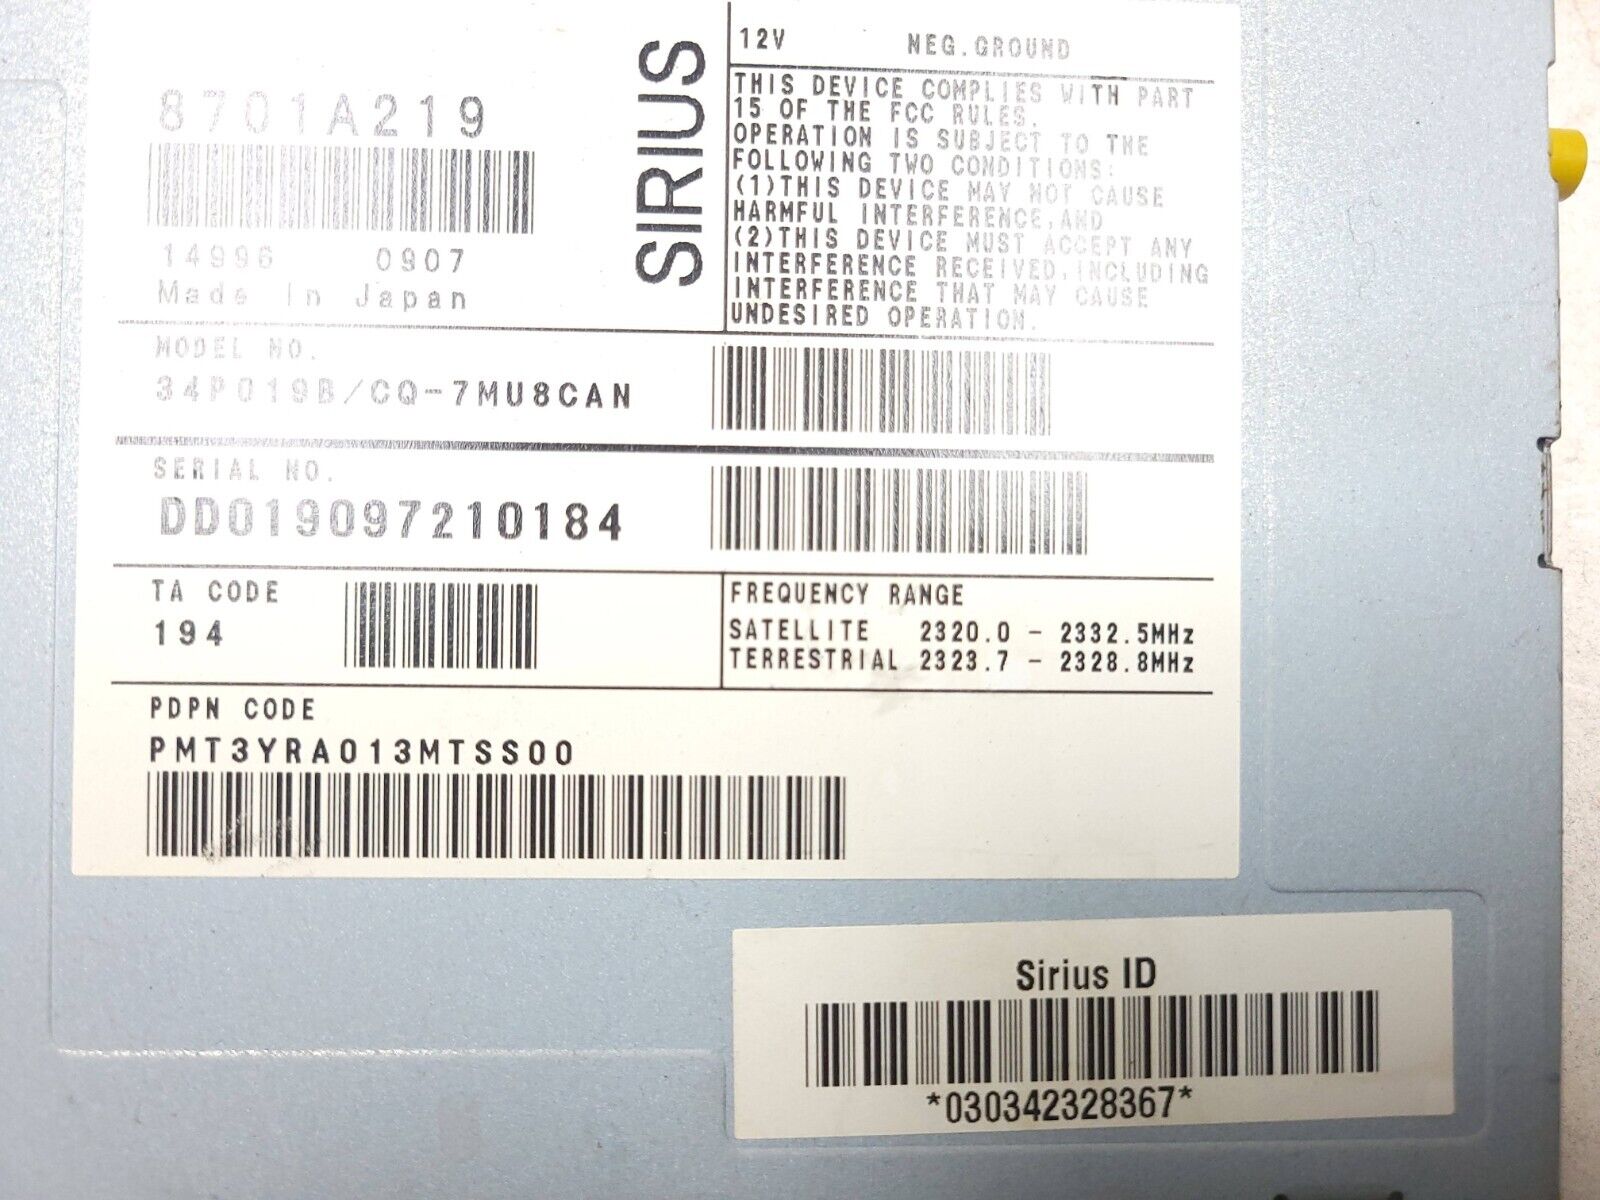 8701A219
14996 0907
Made in Japan
SIRIUS
12V NEG.GROUND
THIS DEVICE COMPLIES WITH PART
15 OF THE FCC RULES.
OPERATION IS SUBJECT TO THE
FOLLOWING TWO CONDITIONS:
(1)THIS DEVICE MAY NOT CAUSE
HARMFUL INTERFERENCE,AND
(2)THIS DEVICE MUST ACCEPT ANY
INTERFERENCE RECEIVED,INCLUDING
INTERFERENCE THAT MAY CAUSE
UNDESIRED OPERATION.
MODEL NO.
34P019B/CQ-7MU8CAN
SERIAL NO.
DD019097210184
TA CODE
194
FREQUENCY RANGE
SATELLITE 2320.0 - 2332.5MHz
TERRESTRIAL 2323.7 - 2328.8MHz
PDPN CODE
PMT3YRA013MTSS00
Sirius ID
*030342328367*